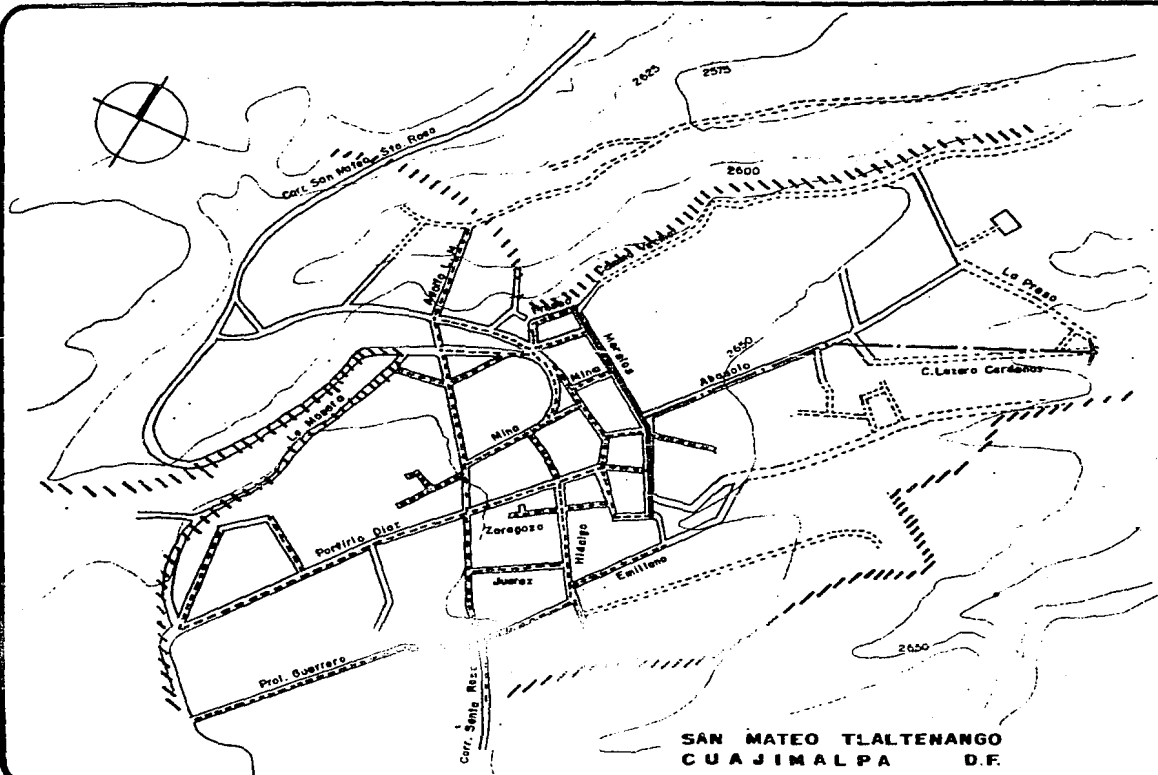 2625
2575
Carr. San Mateo-Sta. Rosa
2600
La Presa
Morelos
2650
Abasolo
C. Lazaro Cardenas
Mina
La Mozara
Mina
Porfirio Diaz
Zaragoza
Hidalgo
Juarez
Emiliano
Prol. Guerrero
Carr. Santa Rosa
2650
SAN MATEO TLALTENANGO
CUAJIMALPA D.F.